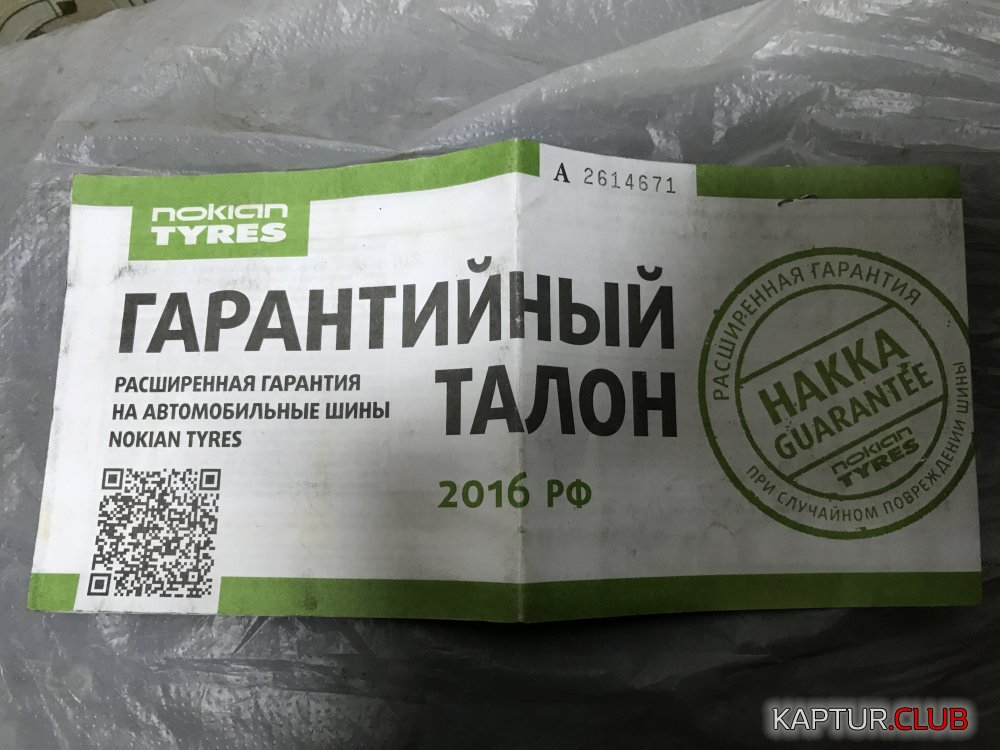 А 2614671
nokian
TYRES
ГАРАНТИЙНЫЙ
ТАЛОН
РАСШИРЕННАЯ ГАРАНТИЯ
НА АВТОМОБИЛЬНЫЕ ШИНЫ
NOKIAN TYRES
2016 РФ
РАСШИРЕННАЯ ГАРАНТИЯ
HAKKA
GUARANTEE
nokian
TYRES
ПРИ СЛУЧАЙНОМ ПОВРЕЖДЕНИИ ШИНЫ
KAPTUR.CLUB